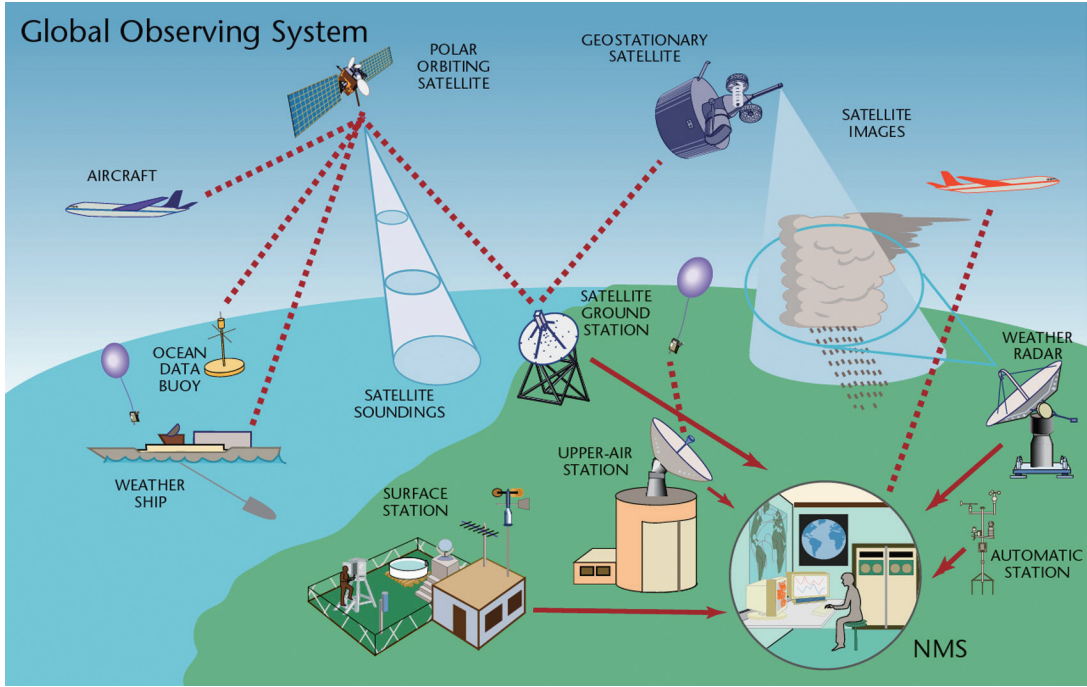 Global Observing System
POLAR
ORBITING
SATELLITE
GEOSTATIONARY
SATELLITE
SATELLITE
IMAGES
AIRCRAFT
SATELLITE
GROUND
STATION
OCEAN
DATA
BUOY
WEATHER
RADAR
SATELLITE
SOUNDINGS
UPPER-AIR
STATION
WEATHER
SHIP
SURFACE
STATION
AUTOMATIC
STATION
NMS